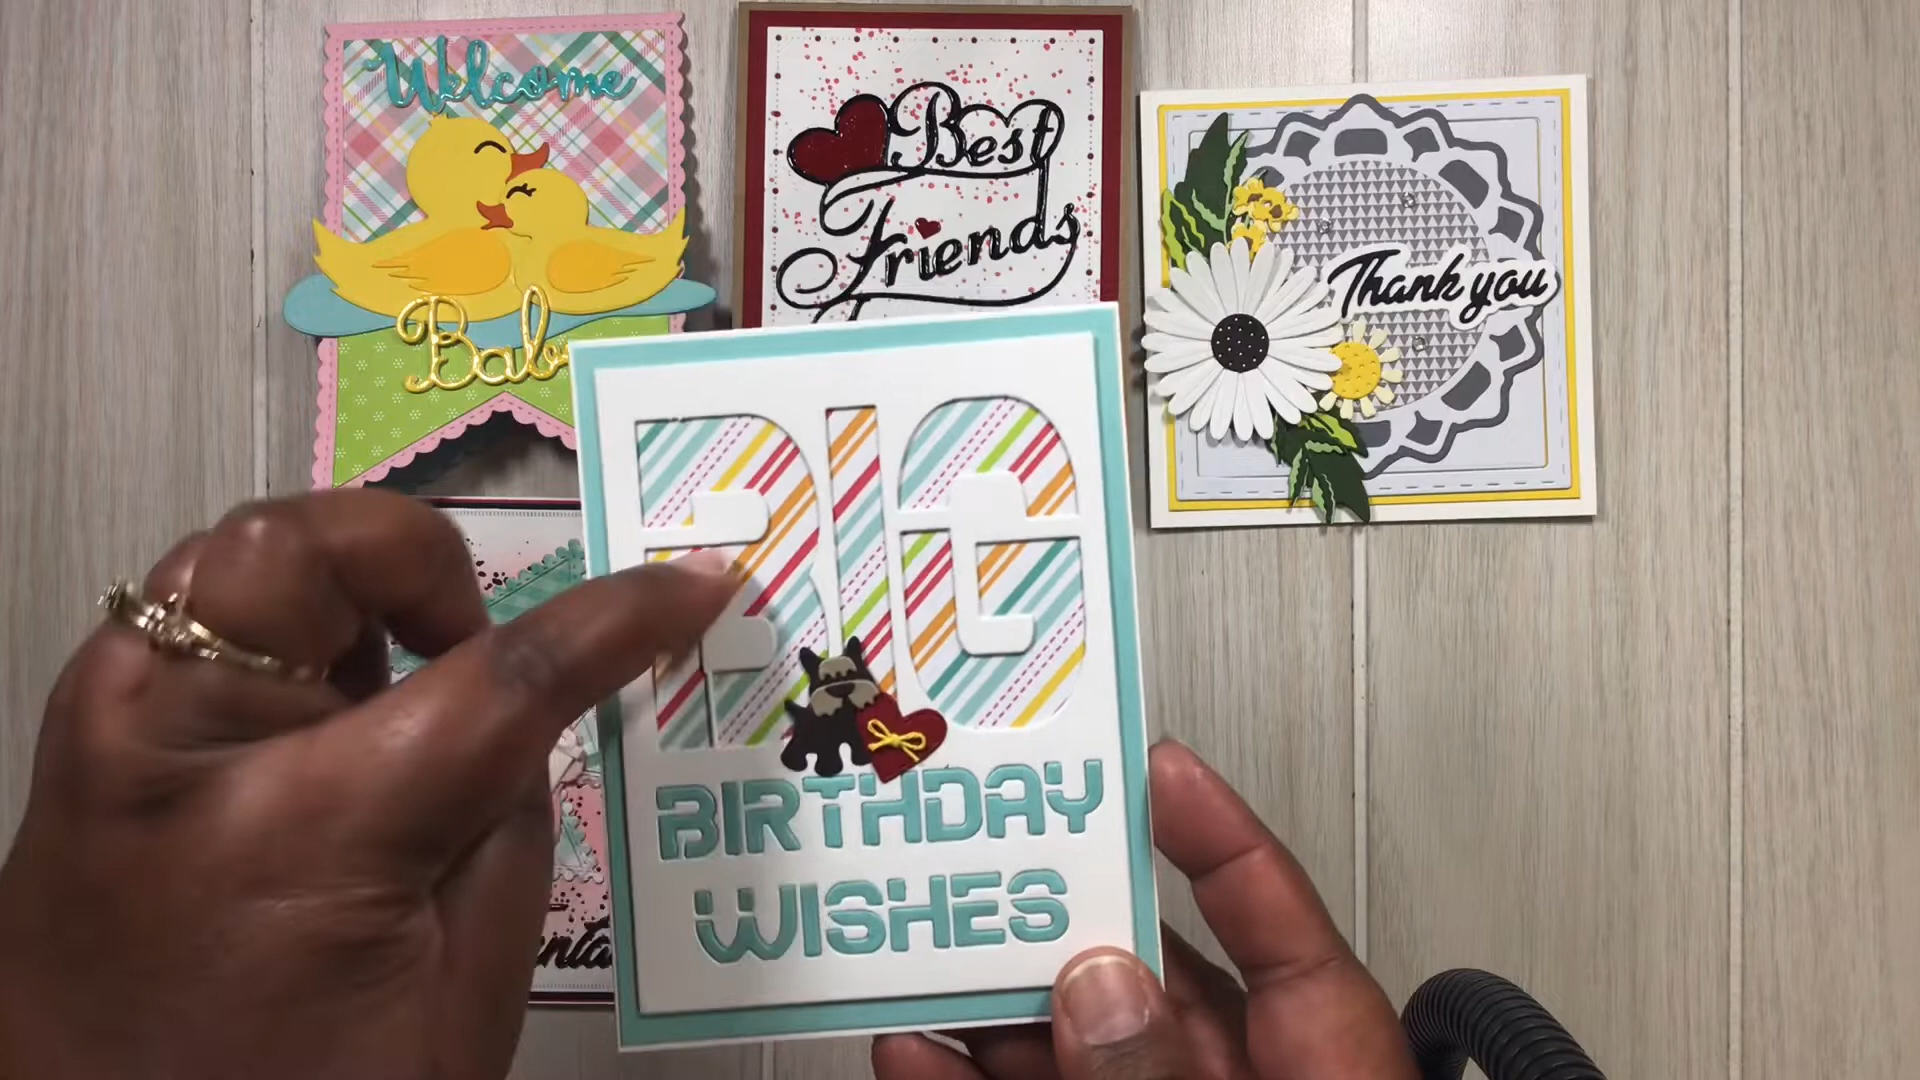 Welcome
Best
Friends
Thank you
BIG
BIRTHDAY
WISHES